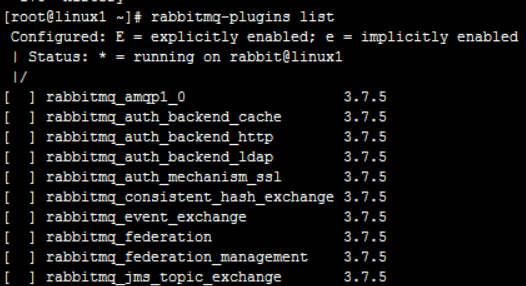 [root@linux1 ~]# rabbitmq-plugins list
 Configured: E = explicitly enabled; e = implicitly enabled
 | Status: * = running on rabbit@linux1
 |/
[  ] rabbitmq_amqp1_0                  3.7.5
[  ] rabbitmq_auth_backend_cache       3.7.5
[  ] rabbitmq_auth_backend_http        3.7.5
[  ] rabbitmq_auth_backend_ldap        3.7.5
[  ] rabbitmq_auth_mechanism_ssl       3.7.5
[  ] rabbitmq_consistent_hash_exchange 3.7.5
[  ] rabbitmq_event_exchange           3.7.5
[  ] rabbitmq_federation               3.7.5
[  ] rabbitmq_federation_management    3.7.5
[  ] rabbitmq_jms_topic_exchange       3.7.5